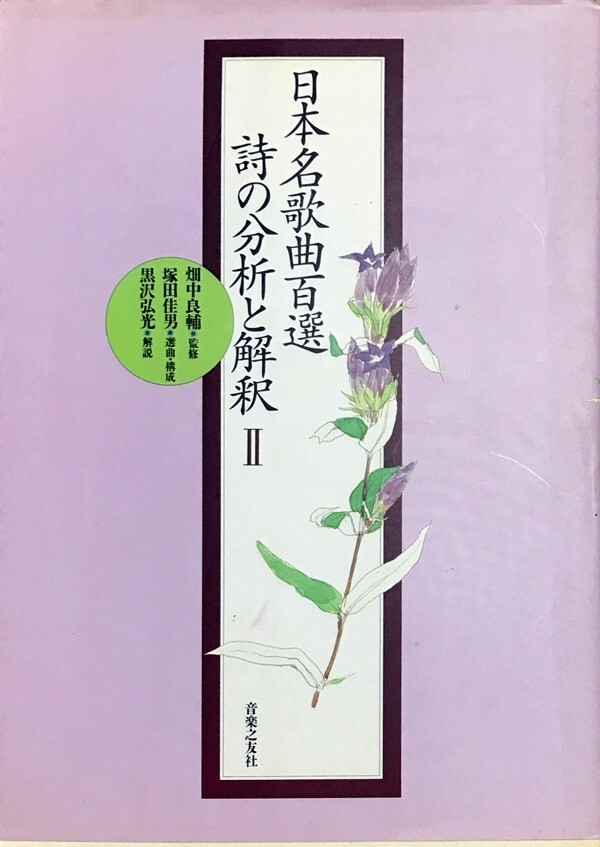 日本名歌曲百選
詩の分析と解釈 Ⅱ
畑中良輔●監修
塚田佳男●選曲・構成
黒沢弘光●解説
音楽之友社